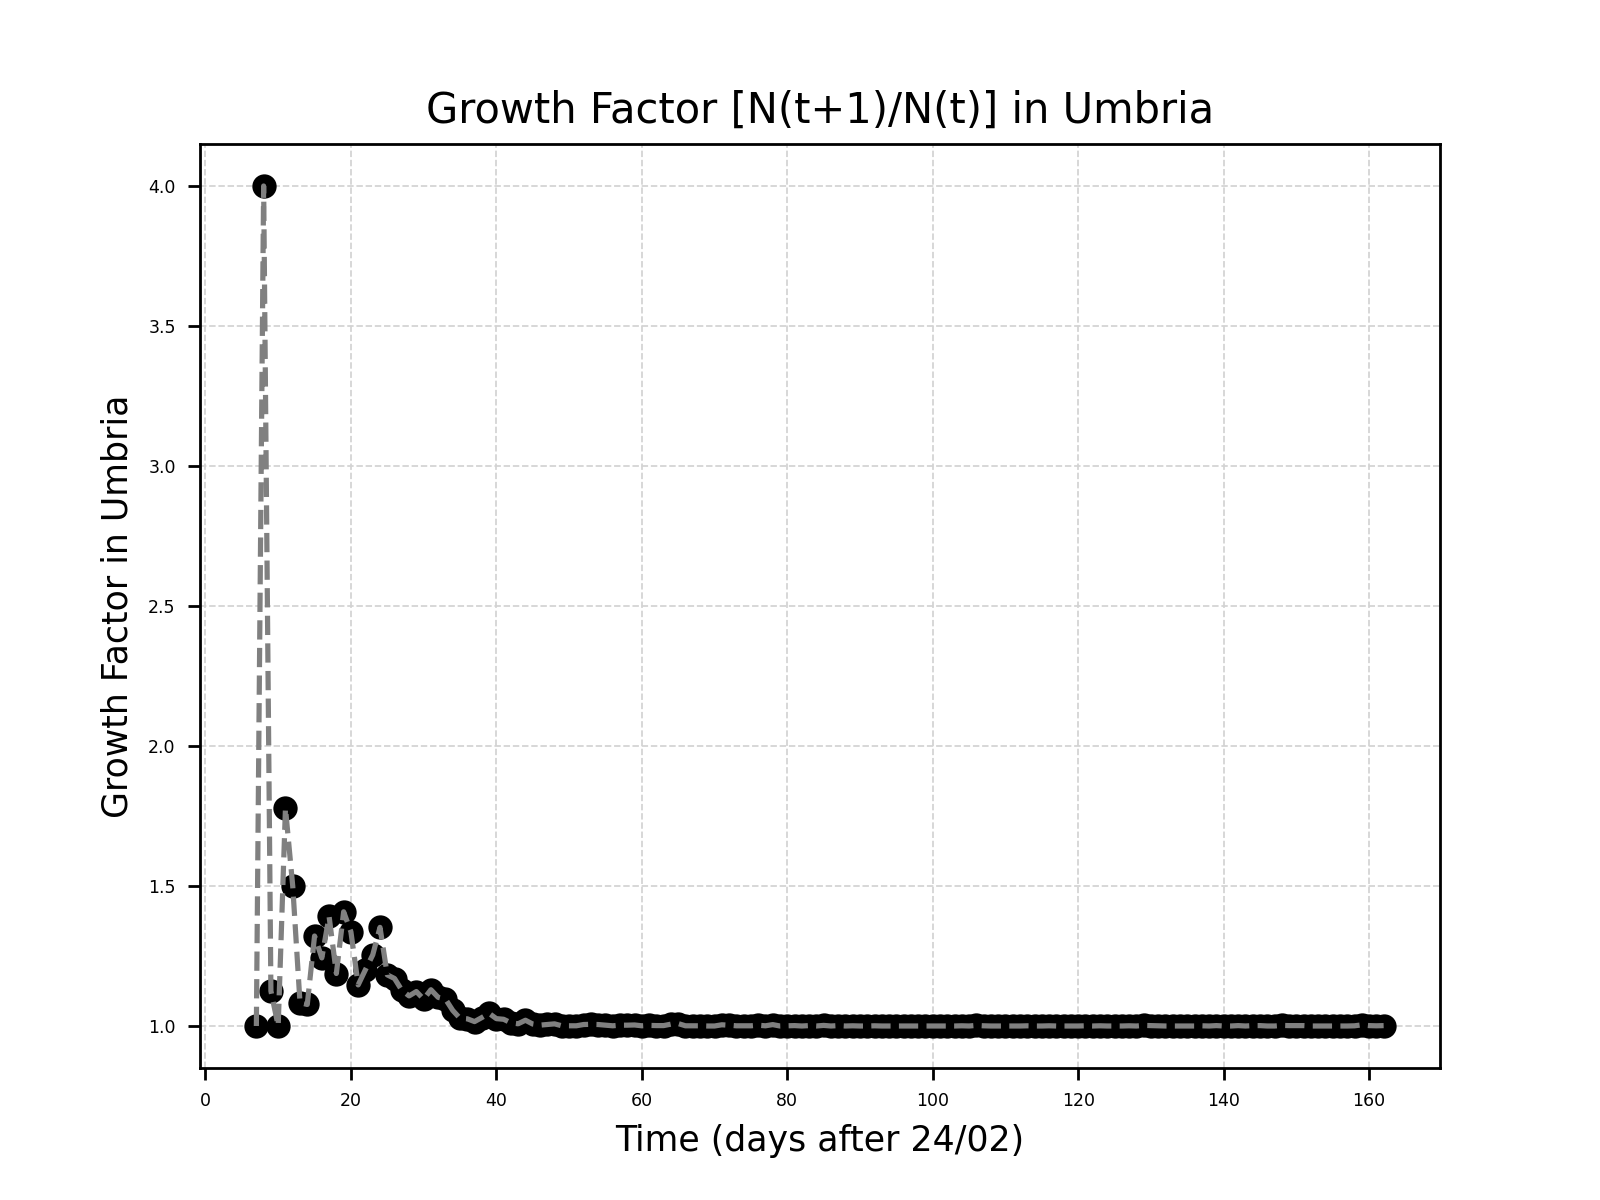 Growth Factor [N(t+1)/N(t)] in Umbria
Growth Factor in Umbria
4.0
3.5
3.0
2.5
2.0
1.5
1.0
0 20 40 60 80 100 120 140 160
Time (days after 24/02)